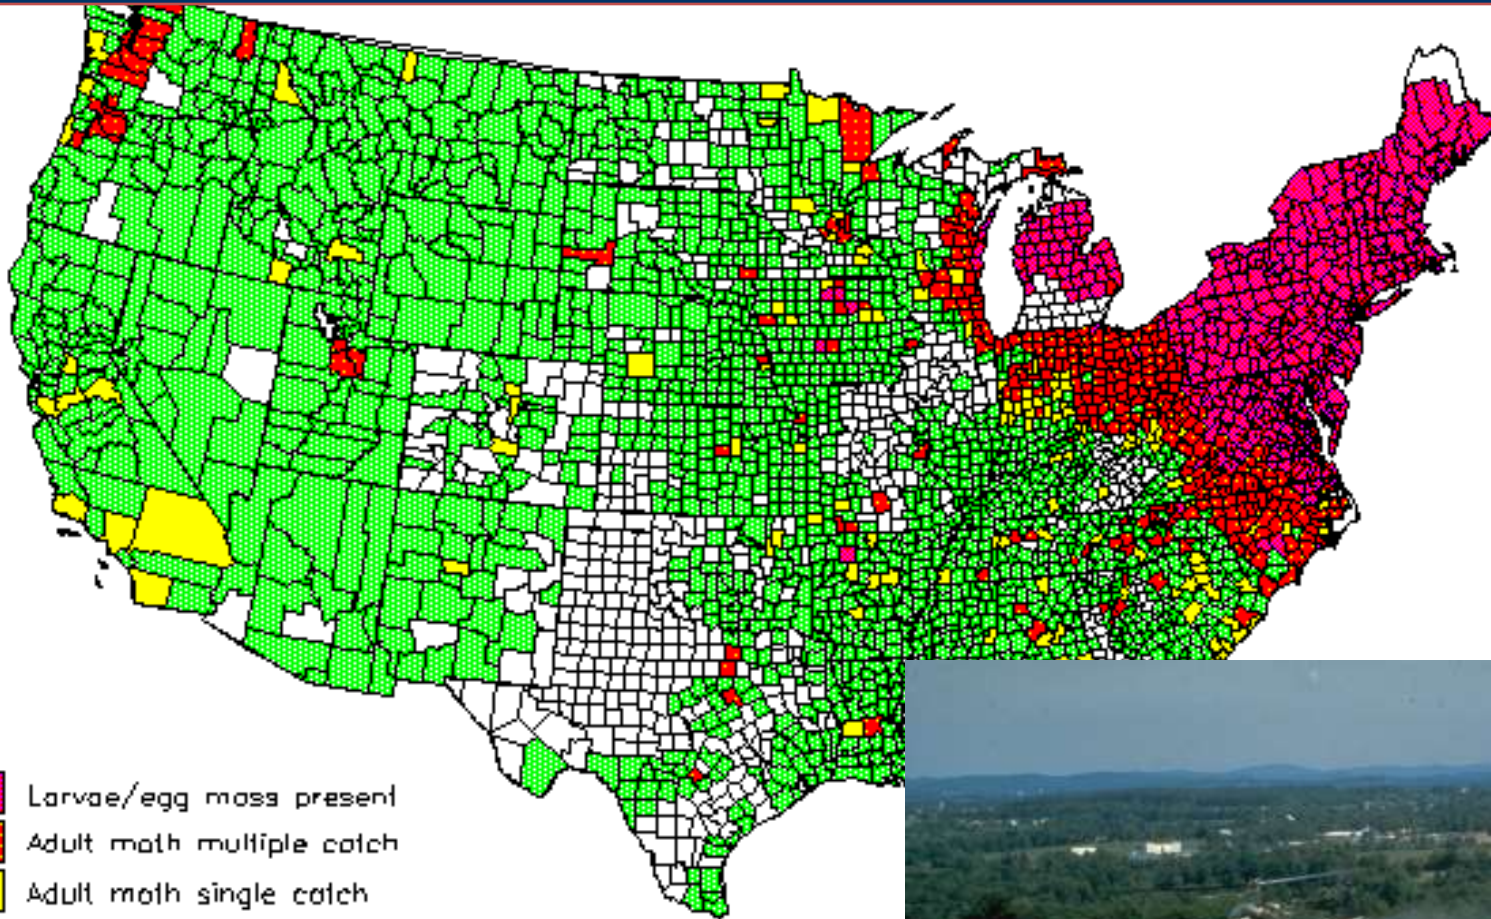 Larvae/egg mass present
Adult moth multiple catch
Adult moth single catch